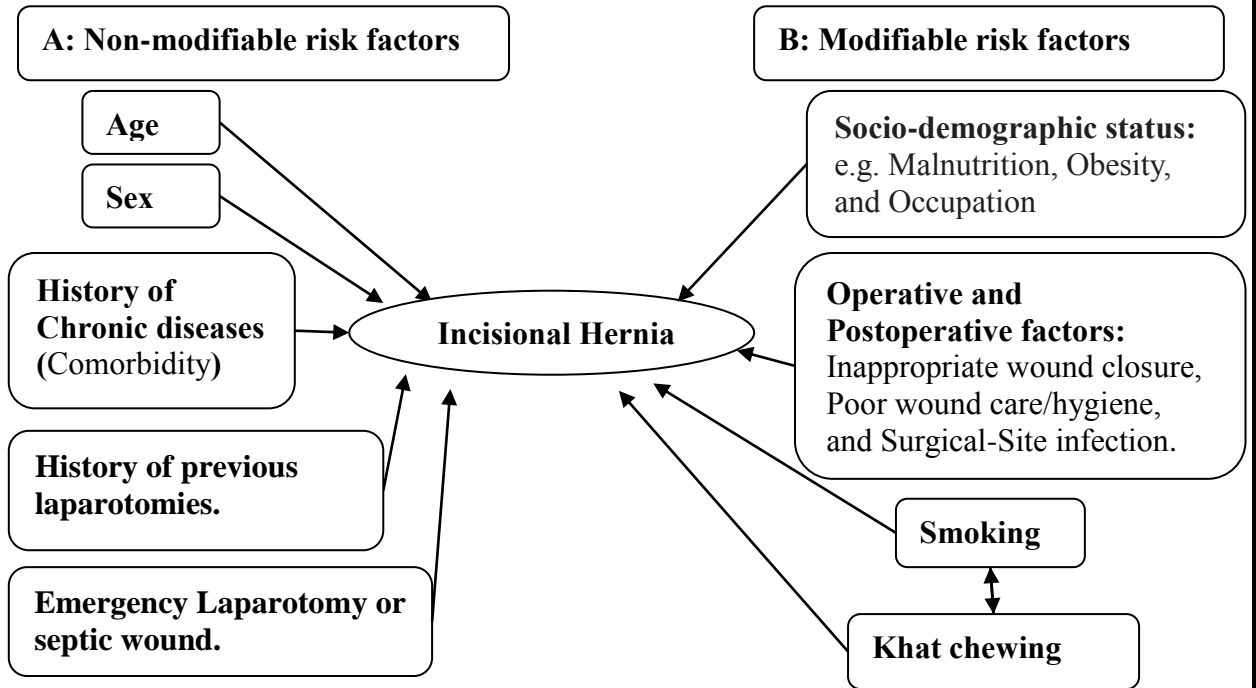 A: Non-modifiable risk factors
B: Modifiable risk factors
Age
Sex
History of
Chronic diseases
(Comorbidity)
History of previous
laparotomies.
Emergency Laparotomy or
septic wound.
Incisional Hernia
Socio-demographic status:
e.g. Malnutrition, Obesity,
and Occupation
Operative and
Postoperative factors:
Inappropriate wound closure,
Poor wound care/hygiene,
and Surgical-Site infection.
Smoking
Khat chewing